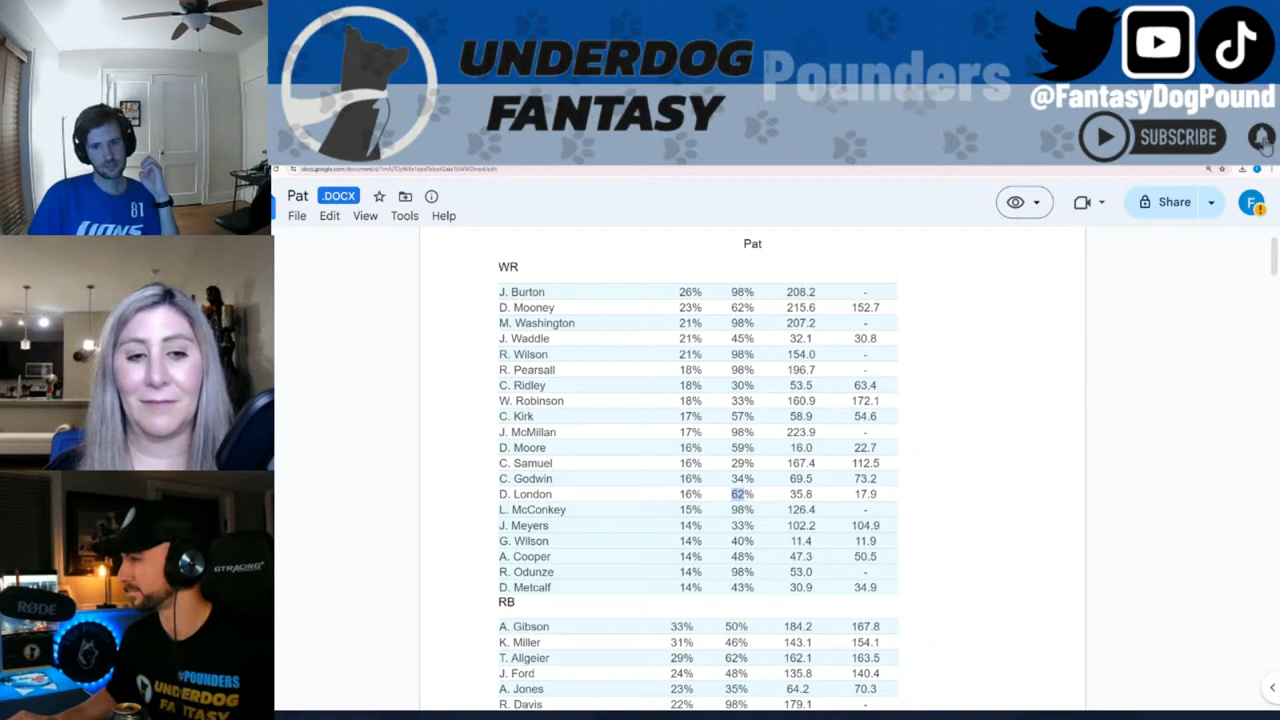 UNDERDOG
FANTASY
Pounders
@FantasyDogPound
SUBSCRIBE
Pat .DOCX
File Edit View Tools Help
Share
F
Pat
WR
J. Burton 26% 98% 208.2 -
D. Mooney 23% 62% 215.6 152.7
M. Washington 21% 98% 207.2 -
J. Waddle 21% 45% 32.1 30.8
R. Wilson 21% 98% 154.0 -
R. Pearsall 18% 98% 196.7 -
C. Ridley 18% 30% 53.5 63.4
W. Robinson 18% 33% 160.9 172.1
C. Kirk 17% 57% 58.9 54.6
J. McMillan 17% 98% 223.9 -
D. Moore 16% 59% 16.0 22.7
C. Samuel 16% 29% 167.4 112.5
C. Godwin 16% 34% 69.5 73.2
D. London 16% 62% 35.8 17.9
L. McConkey 15% 98% 126.4 -
J. Meyers 14% 33% 102.2 104.9
G. Wilson 14% 40% 11.4 11.9
A. Cooper 14% 48% 47.3 50.5
R. Odunze 14% 98% 53.0 -
D. Metcalf 14% 43% 30.9 34.9
RB
A. Gibson 33% 50% 184.2 167.8
K. Miller 31% 46% 143.1 154.1
T. Allgeier 29% 62% 162.1 163.5
J. Ford 24% 48% 135.8 140.4
A. Jones 23% 35% 64.2 70.3
R. Davis 22% 98% 179.1 -
81
LIONS
GTRACING
RØDE
#POUNDERS
UNDERDOG
FANTASY